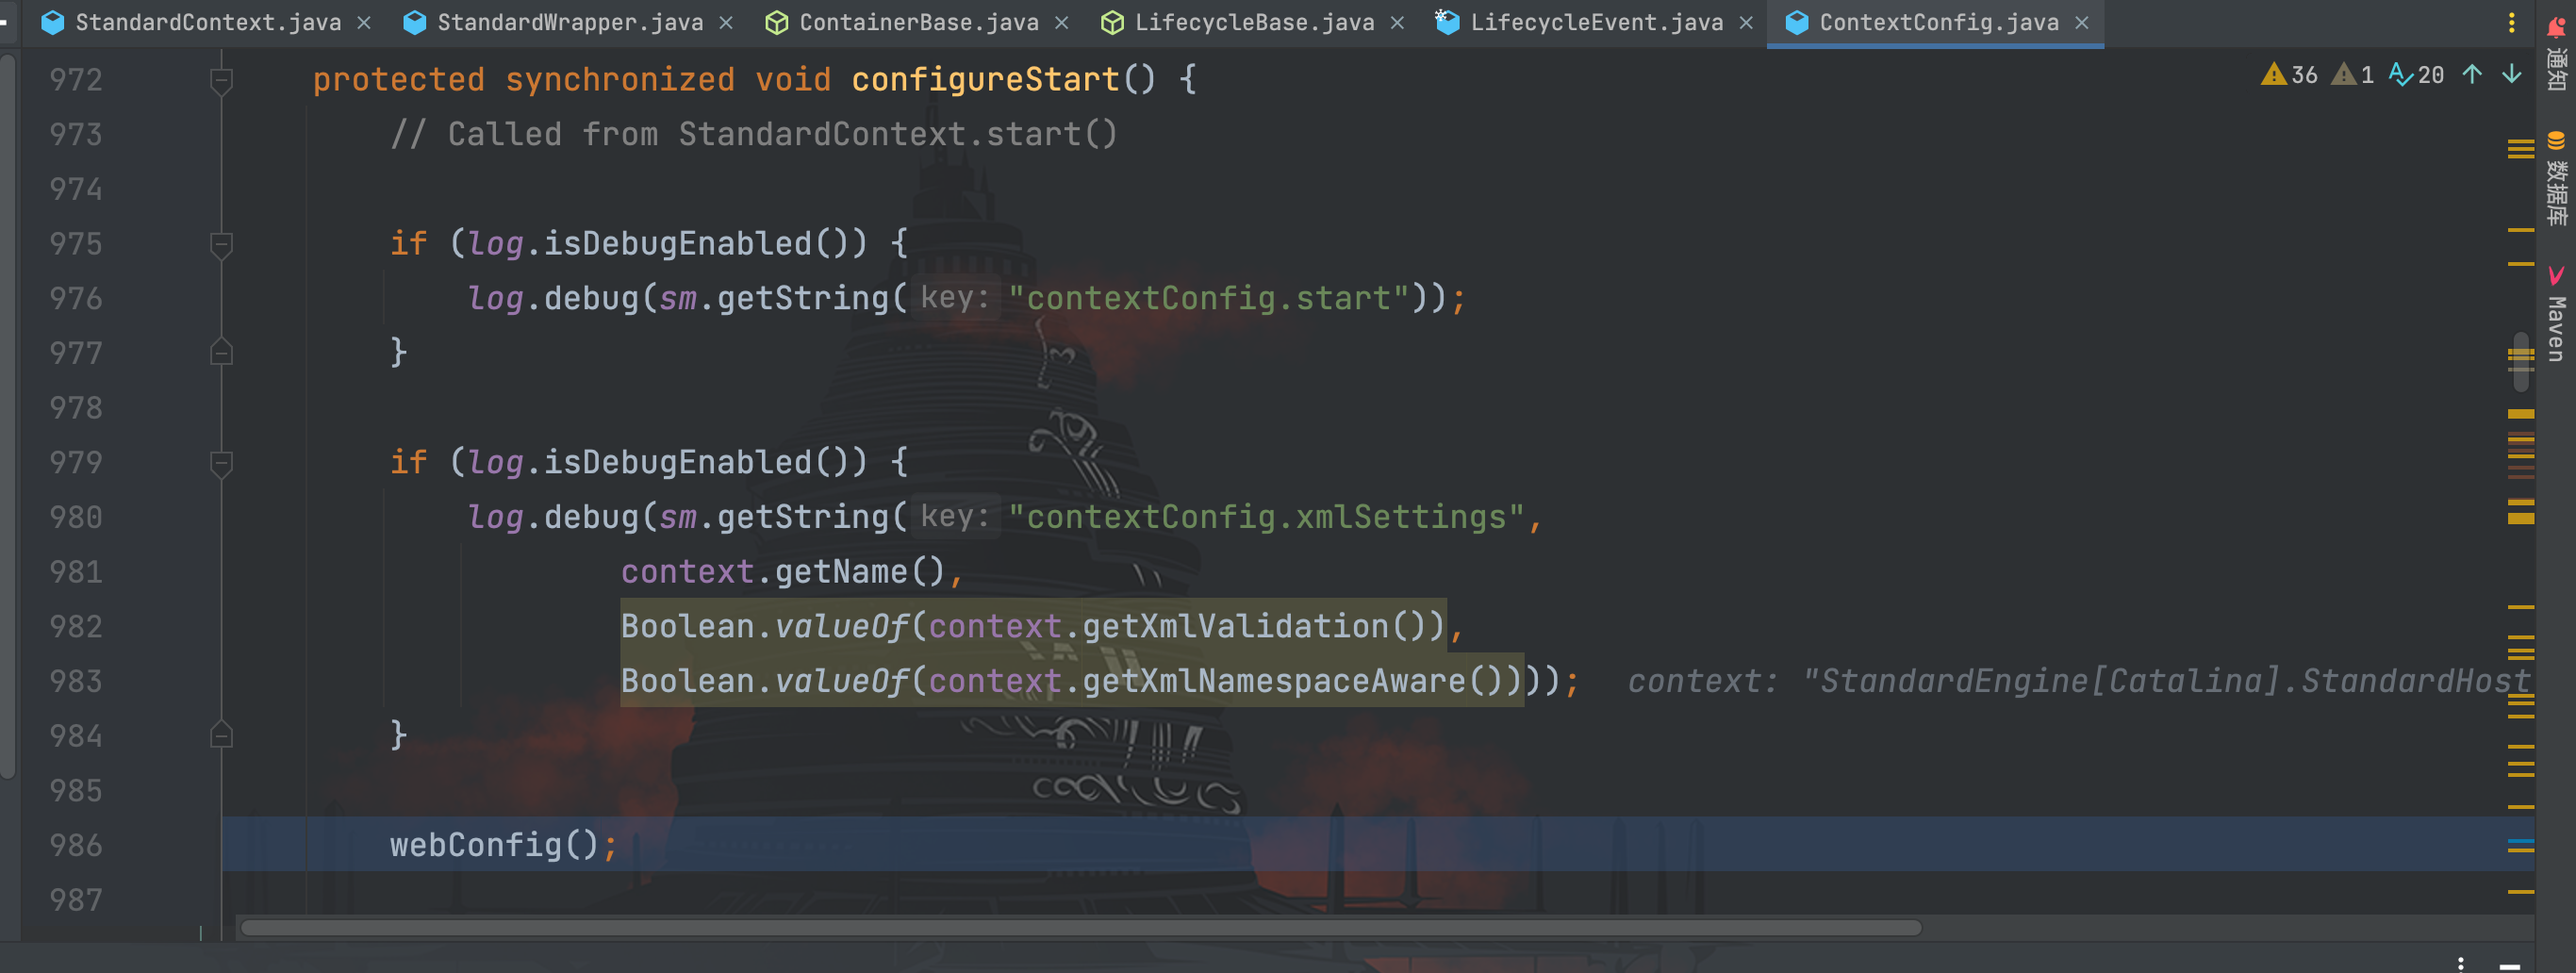 StandardContext.java StandardWrapper.java ContainerBase.java LifecycleBase.java LifecycleEvent.java ContextConfig.java
36 1 20
972 protected synchronized void configureStart() {
973 // Called from StandardContext.start()
974
975 if (log.isDebugEnabled()) {
976 log.debug(sm.getString( key: "contextConfig.start"));
977 }
978
979 if (log.isDebugEnabled()) {
980 log.debug(sm.getString( key: "contextConfig.xmlSettings",
981 context.getName(),
982 Boolean.valueOf(context.getXmlValidation()),
983 Boolean.valueOf(context.getXmlNamespaceAware()))); context: "StandardEngine[Catalina].StandardHost
984 }
985
986 webConfig();
987
通知
数据库
Maven